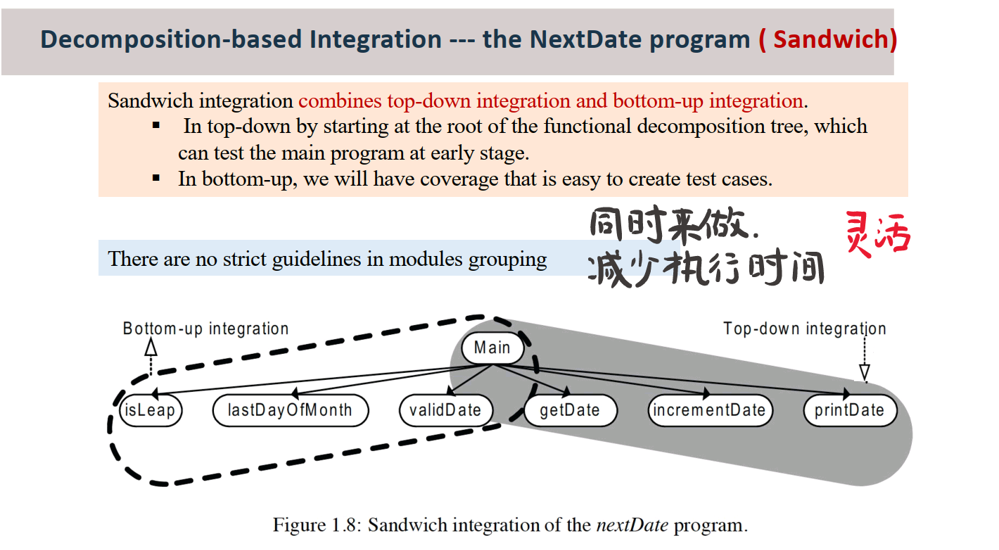 Decomposition-based Integration --- the NextDate program ( Sandwich)
Sandwich integration combines top-down integration and bottom-up integration.
▪ In top-down by starting at the root of the functional decomposition tree, which
can test the main program at early stage.
▪ In bottom-up, we will have coverage that is easy to create test cases.
同时来做.
灵活
There are no strict guidelines in modules grouping
减少执行时间
Bottom-up integration
Top-down integration
Main
isLeap
lastDayOfMonth
validDate
getDate
incrementDate
printDate
Figure 1.8: Sandwich integration of the nextDate program.